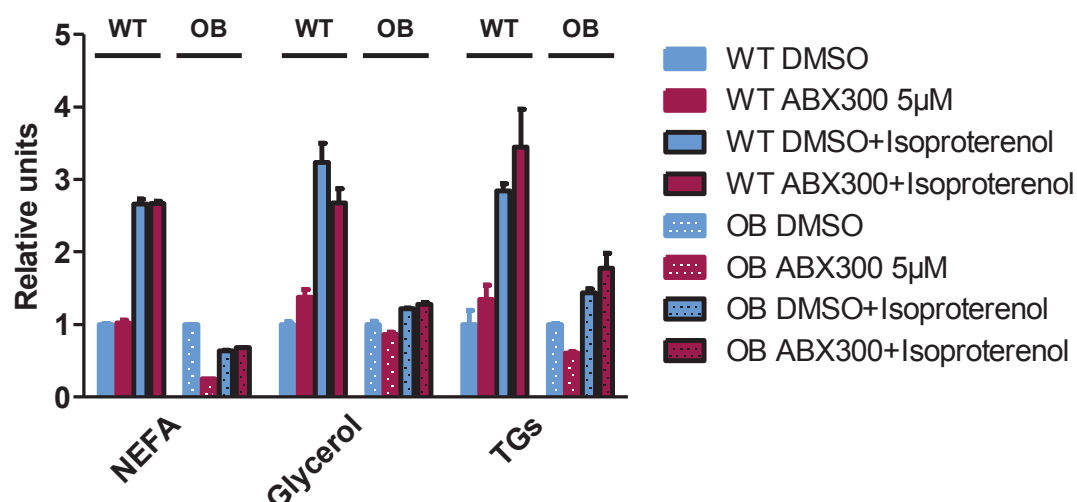 WT OB WT OB WT OB
5
4
3
2
1
0
Relative units
NEFA
Glycerol
TGs
WT DMSO
WT ABX300 5µM
WT DMSO+Isoproterenol
WT ABX300+Isoproterenol
OB DMSO
OB ABX300 5µM
OB DMSO+Isoproterenol
OB ABX300+Isoproterenol